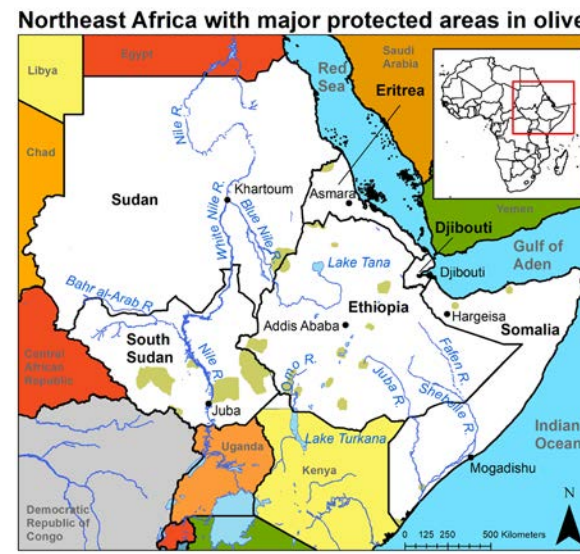 Northeast Africa with major protected areas in olive
Egypt
Saudi
Arabia
Libya
Red
Sea
Eritrea
Nile R.
Chad
Sudan
Khartoum
Asmara
Yemen
White Nile R.
Blue Nile R.
Djibouti
Gulf of
Aden
Lake Tana
Djibouti
Bahr al-Arab R.
Ethiopia
Hargeisa
Addis Ababa
Somalia
South
Sudan
Central
African
Republic
Nile R.
Omo R.
Juba R.
Fafen R.
Shebelle R.
Juba
Indian
Ocean
Lake Turkana
Uganda
Kenya
Mogadishu
Democratic
Republic of
Congo
N
0 125 250 500 Kilometers